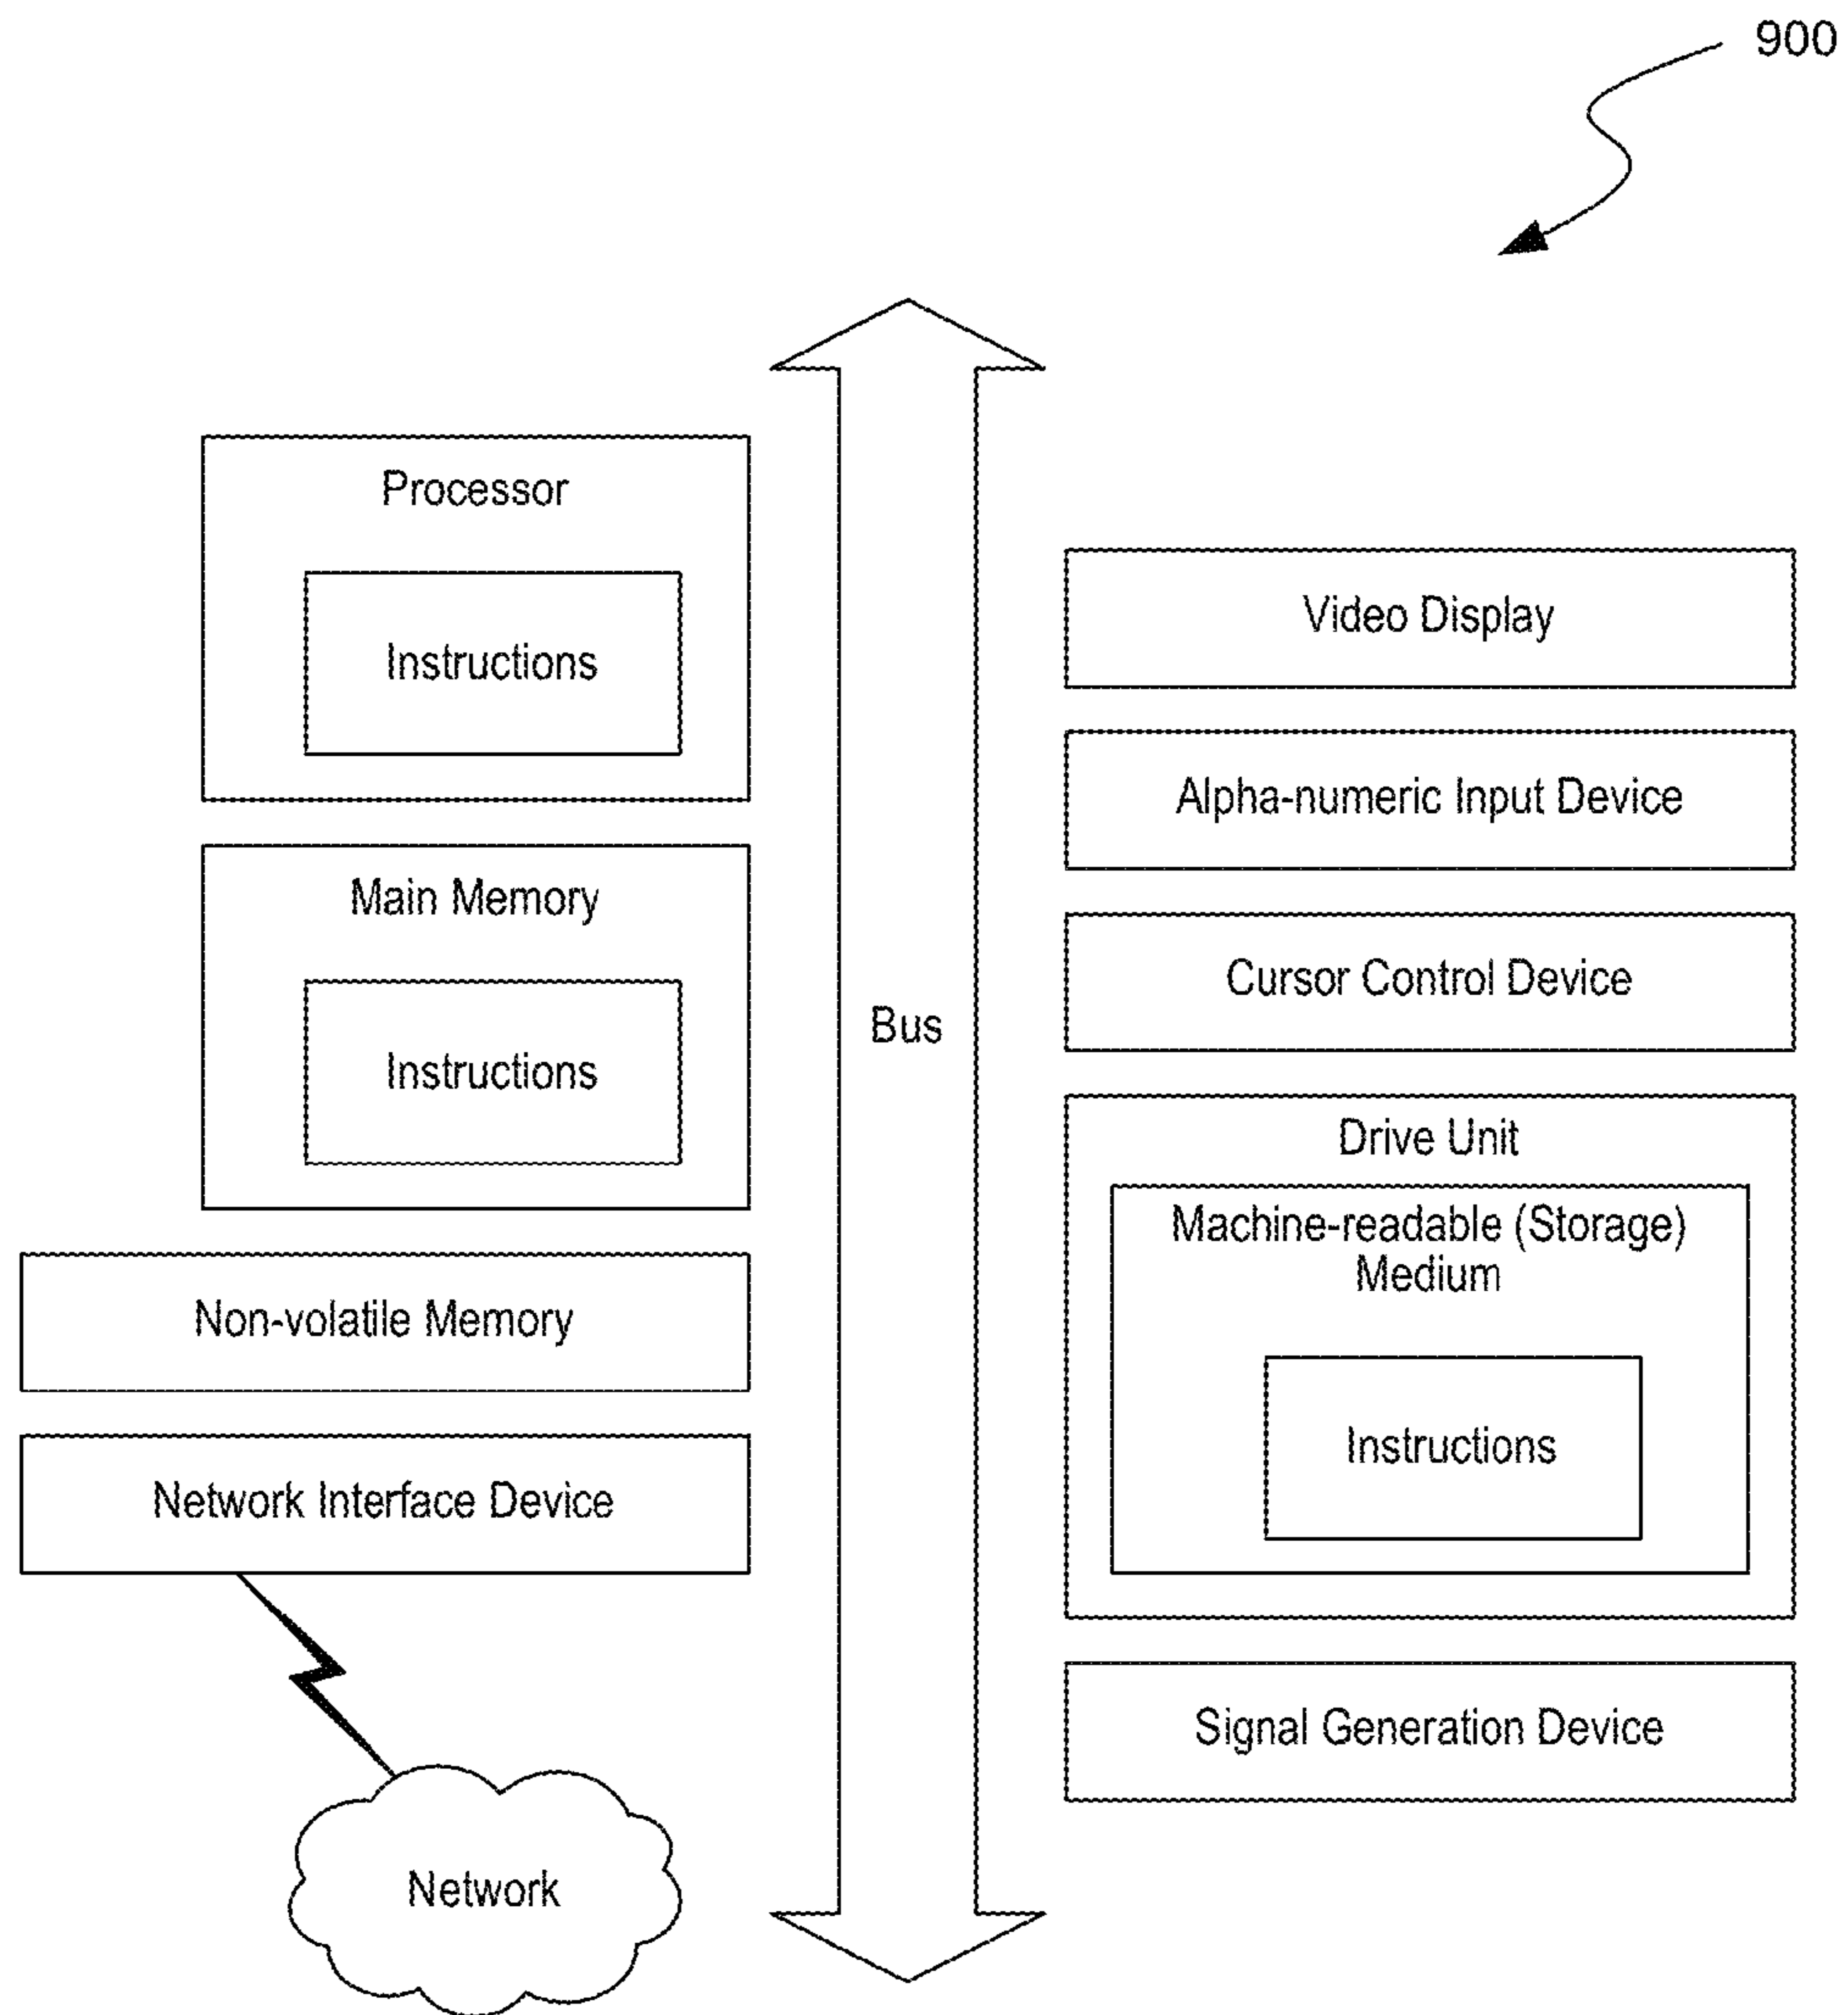 900
Processor
Instructions
Main Memory
Instructions
Non-volatile Memory
Network Interface Device
Network
Bus
Video Display
Alpha-numeric Input Device
Cursor Control Device
Drive Unit
Machine-readable (Storage)
Medium
Instructions
Signal Generation Device